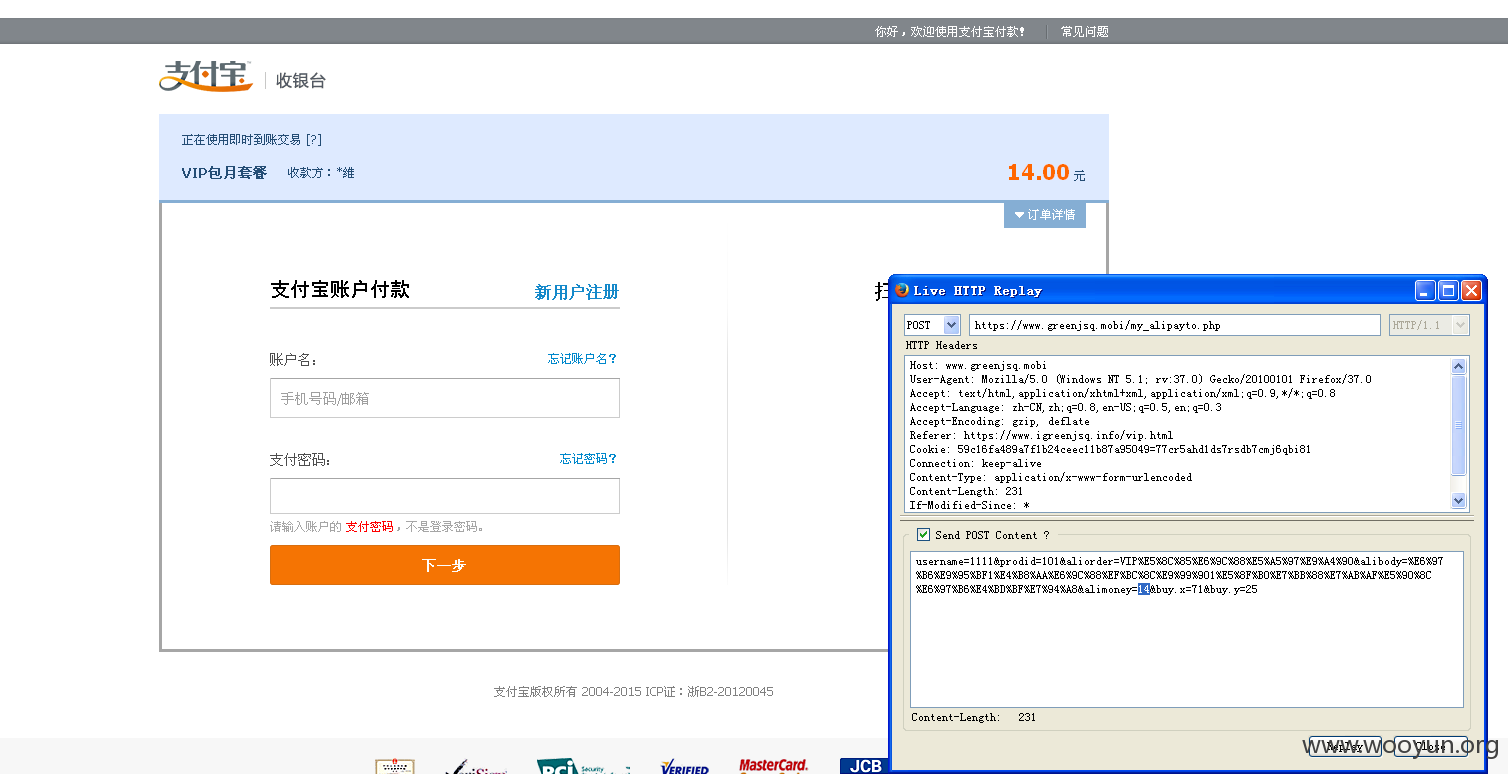 你好，欢迎使用支付宝付款！ 常见问题
支付宝 收银台
正在使用即时到账交易 [?]
VIP包月套餐 收款方：*维
14.00 元
订单详情
支付宝账户付款 新用户注册
账户名： 忘记账户名?
手机号码/邮箱
支付密码： 忘记密码?
请输入账户的 支付密码，不是登录密码。
下一步
支付宝版权所有 2004-2015 ICP证：浙B2-20120045
PCI Security
VERIFIED
MasterCard.
JCB
扫
Live HTTP Replay
POST https://www.greenjsq.mobi/my_alipayto.php HTTP/1.1
HTTP Headers
Host: www.greenjsq.mobi
User-Agent: Mozilla/5.0 (Windows NT 5.1; rv:37.0) Gecko/20100101 Firefox/37.0
Accept: text/html,application/xhtml+xml,application/xml;q=0.9,*/*;q=0.8
Accept-Language: zh-CN,zh;q=0.8,en-US;q=0.5,en;q=0.3
Accept-Encoding: gzip, deflate
Referer: https://www.igreenjsq.info/vip.html
Cookie: 59c16fa489a7f1b24ceec11b87a95049=77cr5ahd1ds7rsdb7cmj6qbi81
Connection: keep-alive
Content-Type: application/x-www-form-urlencoded
Content-Length: 231
If-Modified-Since: *
Send POST Content ?
username=1111&prodid=101&aliorder=VIP%E5%8C%85%E6%9C%88%E5%A5%97%E9%A4%90&alibody=%E6%97
%B6%E9%95%BF1%E4%B8%AA%E6%9C%88%EF%BC%8C%E9%99%901%E5%8F%B0%E7%BB%88%E7%AB%AF%E5%90%8C
%E6%97%B6%E4%BD%BF%E7%94%A8&alimoney=14&buy.x=71&buy.y=25
Content-Length: 231
Replay Close
www.wooyun.org